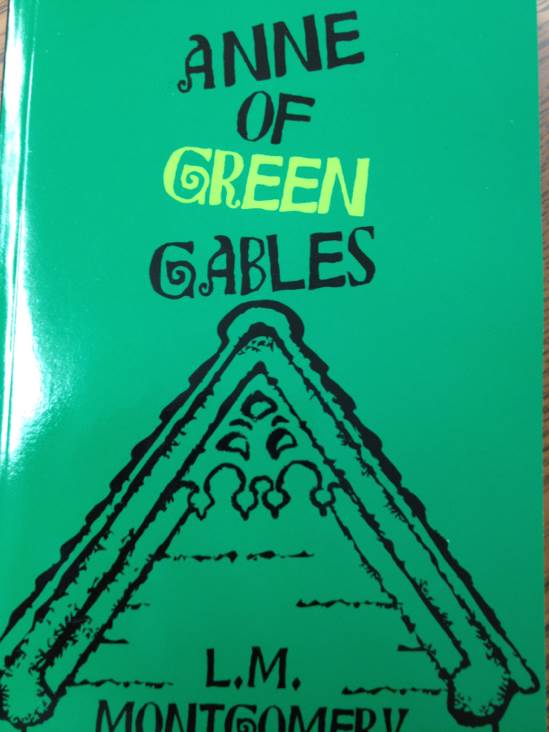 ANNE
OF
GREEN
GABLES
L.M.
MONTGOMERY